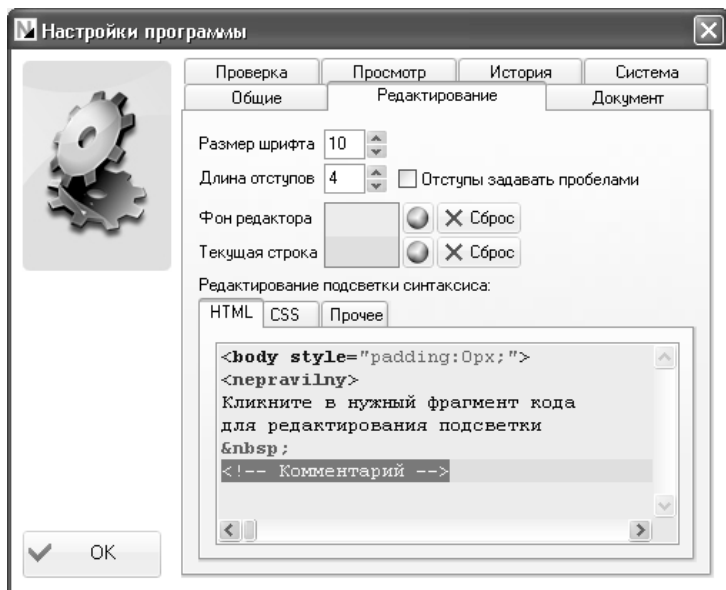 Настройки программы
Проверка Просмотр История Система
Общие Редактирование Документ
Размер шрифта 10
Длина отступов 4 Отступы задавать пробелами
Фон редактора Сброс
Текущая строка Сброс
Редактирование подсветки синтаксиса:
HTML CSS Прочее
<body style="padding:0px;">
<nepravilny>
Кликните в нужный фрагмент кода
для редактирования подсветки
&nbsp;
<!-- Комментарий -->
OK